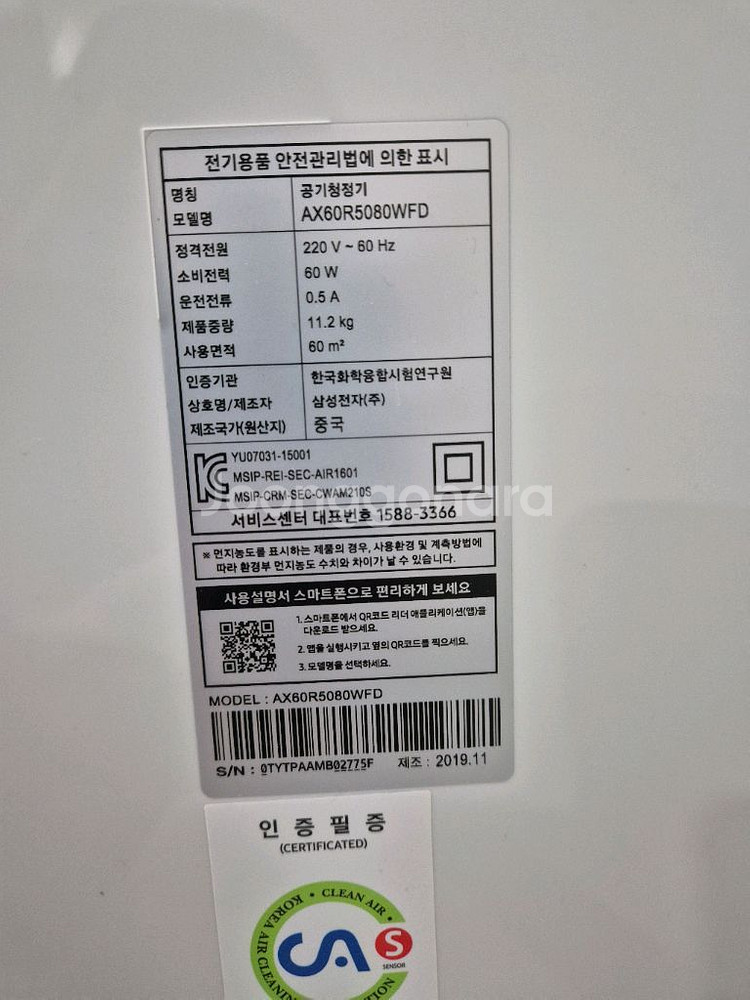 전기용품 안전관리법에 의한 표시
명칭 공기청정기
모델명 AX60R5080WFD
정격전원 220 V ~ 60 Hz
소비전력 60 W
운전전류 0.5 A
제품중량 11.2 kg
사용면적 60 m²
인증기관 한국화학융합시험연구원
상호명/제조자 삼성전자(주)
제조국가(원산지) 중국
YU07031-15001
MSIP-REI-SEC-AIR1601
MSIP-CRM-SEC-CWAM210S
서비스센터 대표번호 1588-3366
joonggonara
※ 먼지농도를 표시하는 제품의 경우, 사용환경 및 계측방법에
따라 환경부 먼지농도 수치와 차이가 날 수 있습니다.
사용설명서 스마트폰으로 편리하게 보세요
1. 스마트폰에서 QR코드 리더 애플리케이션(앱)을
다운로드 받으세요.
2. 앱을 실행시키고 옆의 QR코드를 찍으세요.
3. 모델명을 선택하세요.
MODEL : AX60R5080WFD
S/N : 0TYTPAAMB02775F 제조 : 2019.11
인증필증
(CERTIFICATED)
KOREA AIR CLEANING • CLEAN AIR •
CA S
SENSOR